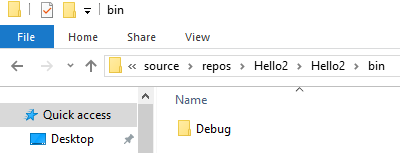 bin
File Home Share View
« source › repos › Hello2 › Hello2 › bin
Quick access
Name
Desktop
Debug